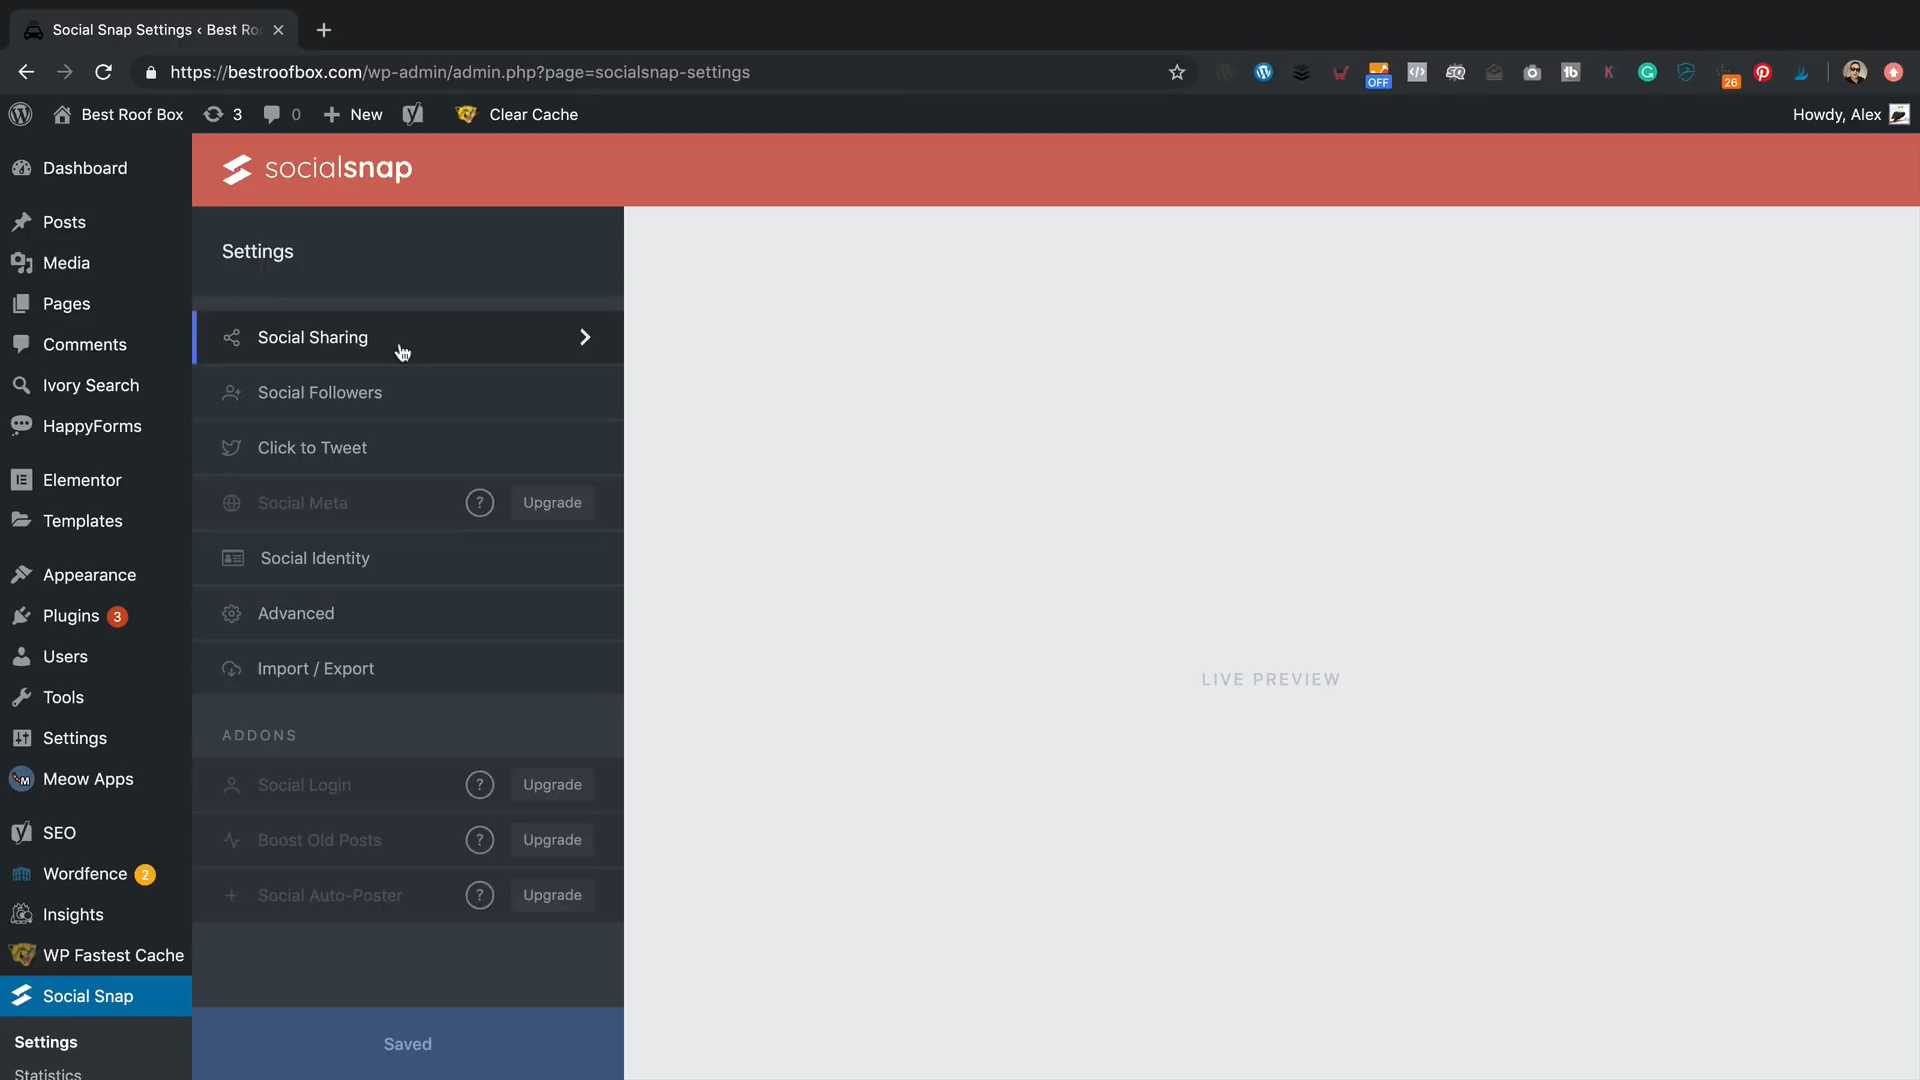 Social Snap Settings ‹ Best Ro
https://bestroofbox.com/wp-admin/admin.php?page=socialsnap-settings
OFF
26
Best Roof Box
3
0
New
Clear Cache
Howdy, Alex
socialsnap
Dashboard
Posts
Media
Pages
Comments
Ivory Search
HappyForms
Elementor
Templates
Appearance
Plugins 3
Users
Tools
Settings
Meow Apps
SEO
Wordfence 2
Insights
WP Fastest Cache
Social Snap
Settings
Statistics
Settings
Social Sharing
Social Followers
Click to Tweet
Social Meta ? Upgrade
Social Identity
Advanced
Import / Export
ADDONS
Social Login ? Upgrade
Boost Old Posts ? Upgrade
Social Auto-Poster ? Upgrade
Saved
LIVE PREVIEW